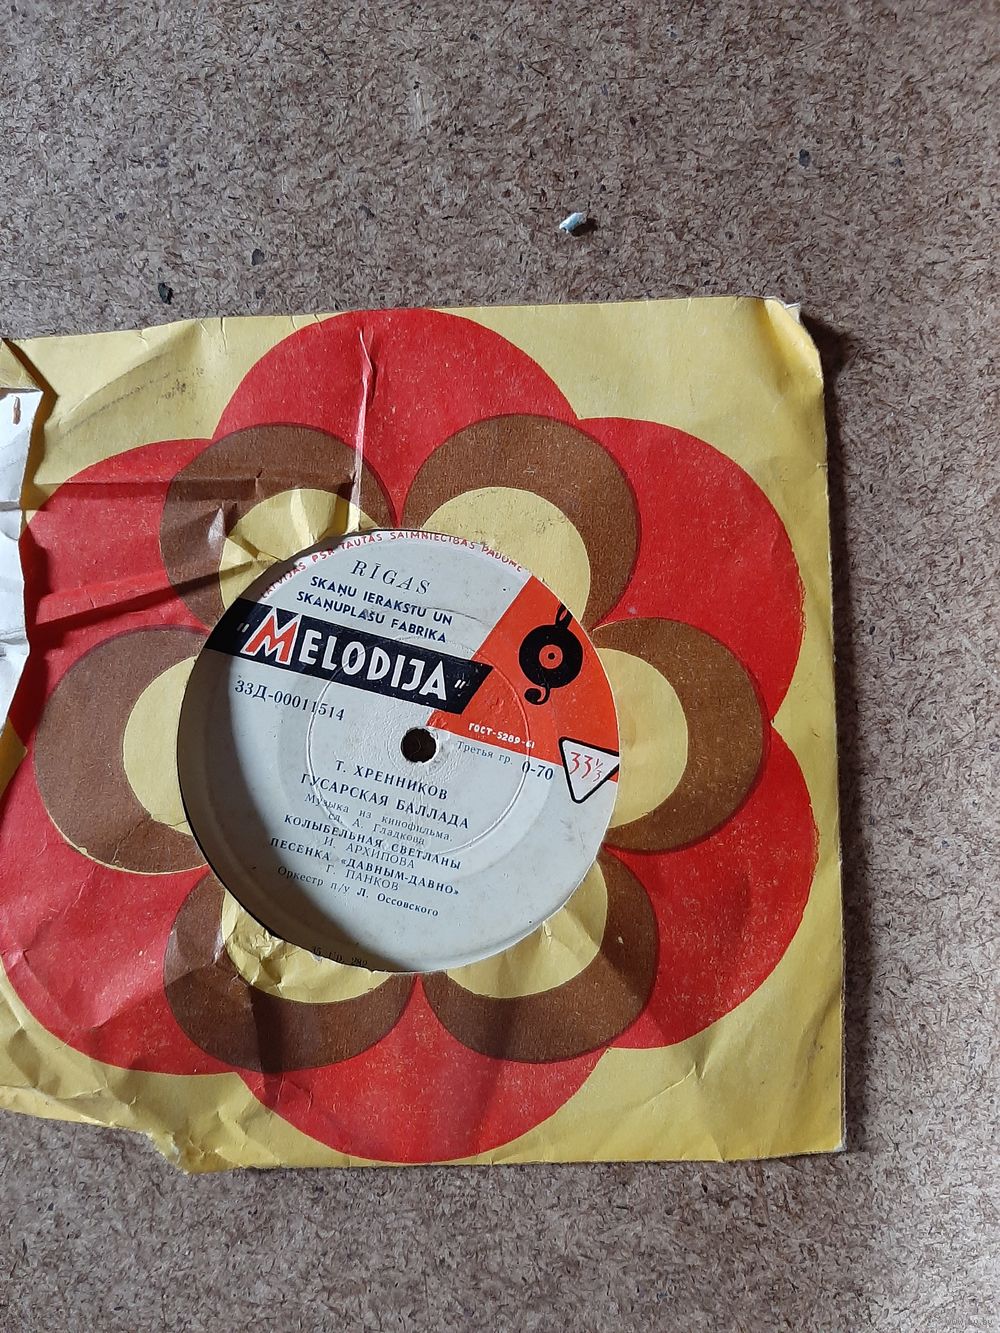 LATVIJAS PSR TAUTAS SAIMNIECĪBAS PADOME
RĪGAS
SKAŅU IERAKSTU UN
SKAŅUPLAŠU FABRIKA
"MELODIJA"
33Д-00011514
ГОСТ-5289-61
Третья гр. 0-70
33⅓
Т. ХРЕННИКОВ
ГУСАРСКАЯ БАЛЛАДА
Музыка из кинофильма,
сл. А. Гладкова
КОЛЫБЕЛЬНАЯ СВЕТЛАНЫ
И. АРХИПОВА
ПЕСЕНКА «ДАВНЫМ-ДАВНО»
Г. ПАНКОВ
Оркестр п/у Л. Оссовского